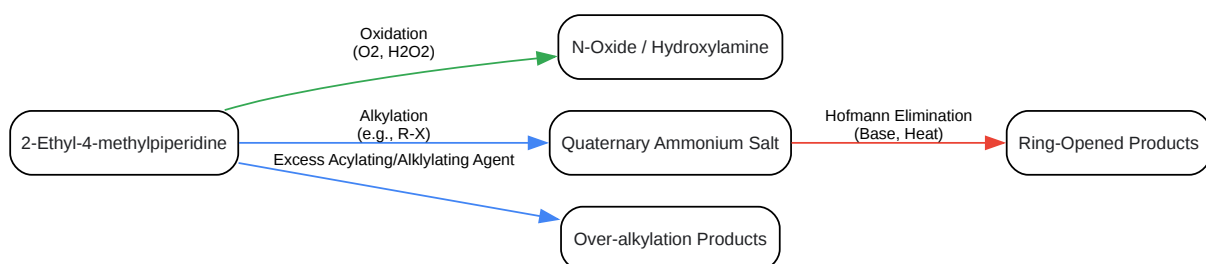 Oxidation
(O2, H2O2)
N-Oxide / Hydroxylamine
2-Ethyl-4-methylpiperidine
Alkylation
(e.g., R-X)
Quaternary Ammonium Salt
Hofmann Elimination
(Base, Heat)
Ring-Opened Products
Excess Acylating/Alklylating Agent
Over-alkylation Products